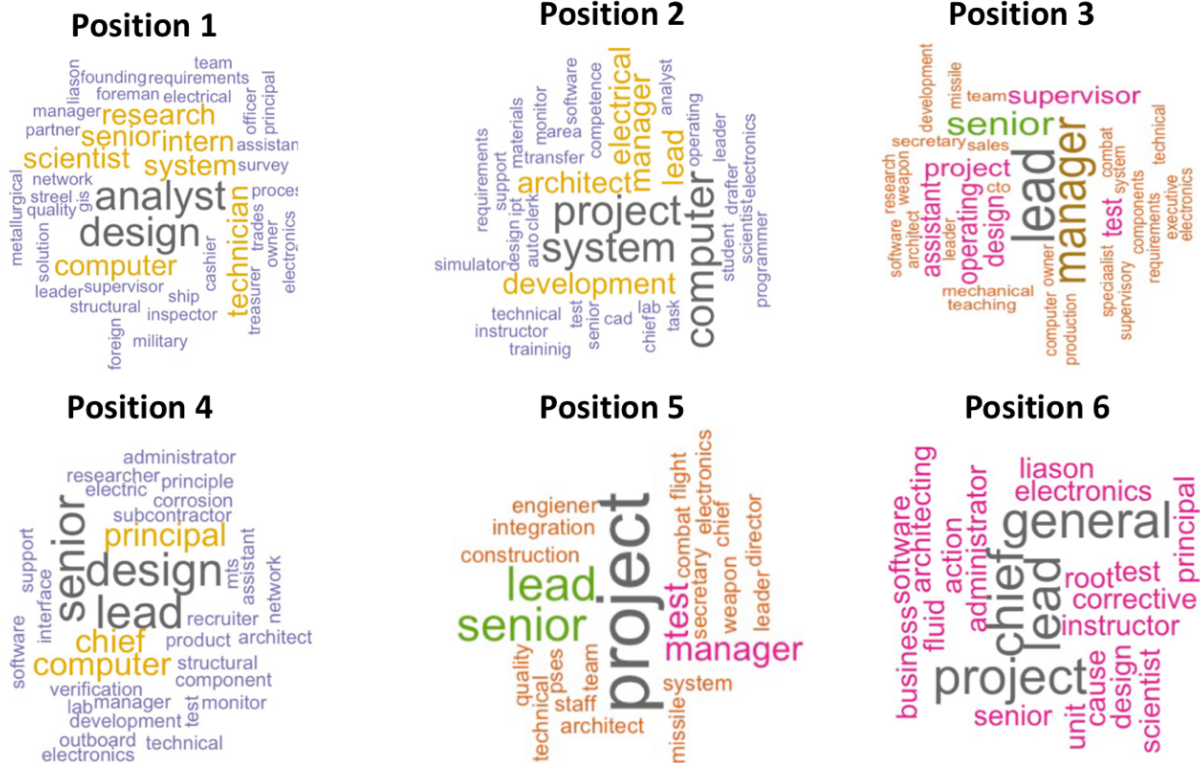 Position 1
team
liason
founding
requirements
foreman
electrical
officer
principal
manager
research
partner
senior
intern
assistan
scientist
system
survey
network
metallurgical
streel
gis
analyst
proces
quality
design
technician
trades
owner
electronics
solution
computer
cashier
leader
supervisor
ship
treasurer
structural
inspector
foreign
military
Position 2
electrical
software
competence
manager
analyst
materials
monitor
area
operating
leader
requirements
support
transfer
lead
electronics
architect
computer
drafter
design
ipt
auto
clerk
project
student
scientist
programmer
system
simulator
development
technical
test
senior
cad
chief
lab
task
instructor
traininig
Position 3
development
missile
team
supervisor
senior
technical
secretary
sales
lead
manager
combat
system
research
weapon
project
assistant
operating
design
cto
test
components
requirements
executive
electronics
software
architect
leader
mechanical
teaching
computer
owner
production
speciaalist
supervisory
Position 4
administrator
researcher
principle
electric
corrosion
senior
subcontractor
principal
support
design
mts
assistant
network
interface
lead
recruiter
software
chief
product
architect
computer
structural
component
verification
lab
manager
test
monitor
development
outboard
technical
electronics
Position 5
flight
electronics
engiener
project
integration
combat
chief
director
construction
lead
test
secretary
weapon
leader
senior
manager
quality
technical
pses
team
system
staff
architect
missile
Position 6
liason
electronics
software
architecting
administrator
general
principal
action
chief
lead
root
test
corrective
business
fluid
instructor
project
senior
unit
cause
design
scientist